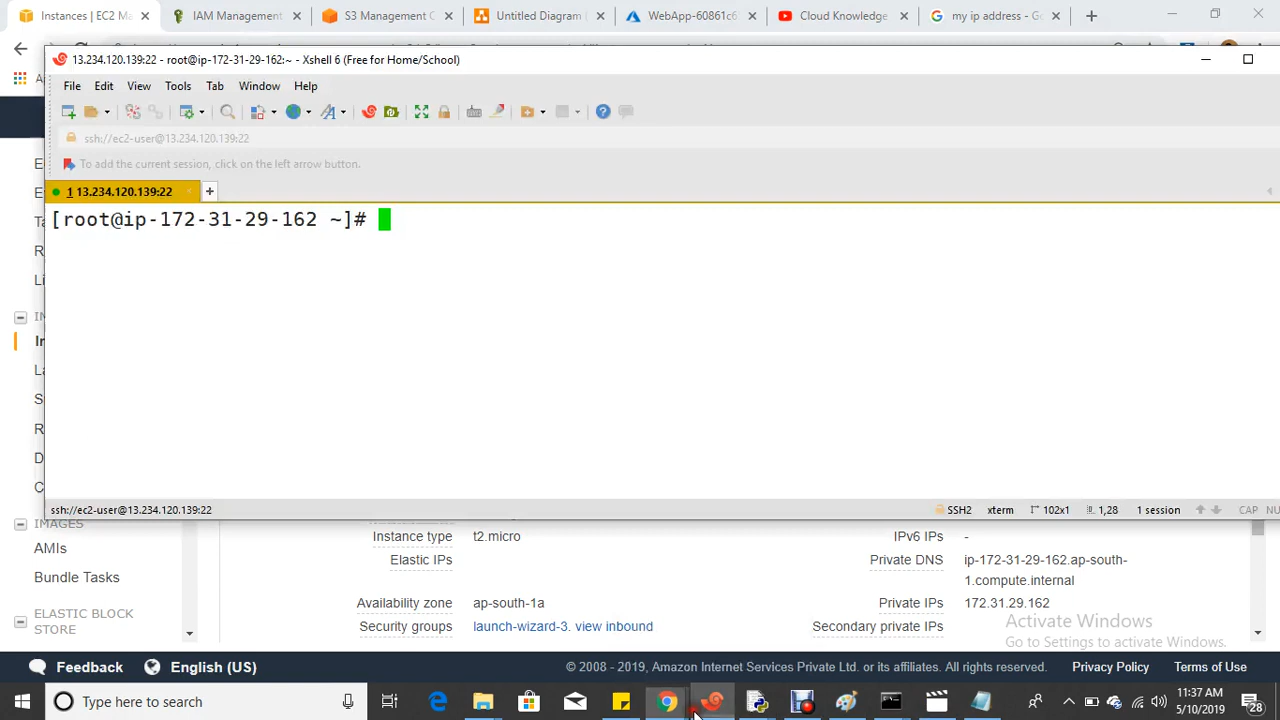 Instances | EC2 M
IAM Management
S3 Management C
Untitled Diagram
WebApp-60861c6
Cloud Knowledge
my ip address - G
13.234.120.139:22 - root@ip-172-31-29-162:~ - Xshell 6 (Free for Home/School)
File Edit View Tools Tab Window Help
ssh://ec2-user@13.234.120.139:22
To add the current session, click on the left arrow button.
1 13.234.120.139:22
[root@ip-172-31-29-162 ~]#
ssh://ec2-user@13.234.120.139:22 SSH2 xterm 102x1 1,28 1 session CAP NU
IMAGES
AMIs
Bundle Tasks
ELASTIC BLOCK
STORE
Instance type t2.micro IPv6 IPs -
Elastic IPs Private DNS ip-172-31-29-162.ap-south-
1.compute.internal
Availability zone ap-south-1a Private IPs 172.31.29.162
Security groups launch-wizard-3. view inbound Secondary private IPs
Activate Windows
Go to Settings to activate Windows.
Feedback English (US) © 2008 - 2019, Amazon Internet Services Private Ltd. or its affiliates. All rights reserved. Privacy Policy Terms of Use
Type here to search
11:37 AM
5/10/2019
28